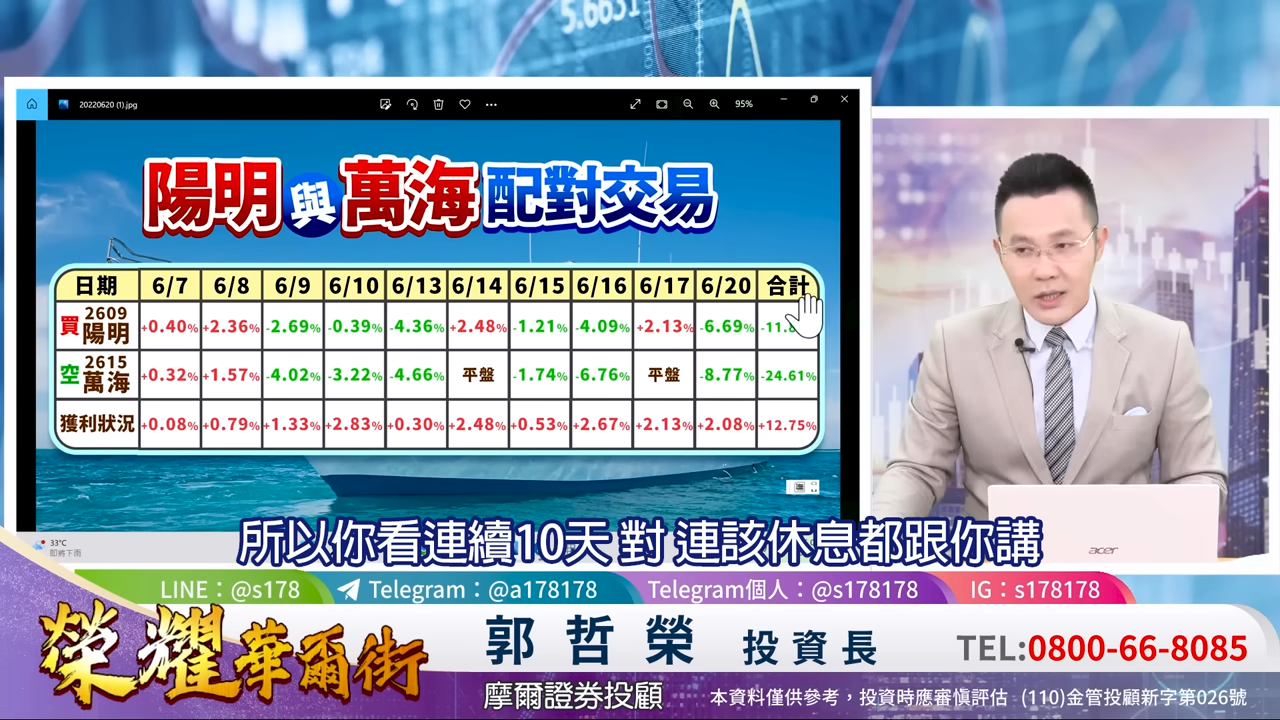 5.6631
20220620 (1).jpg
95%
陽明與萬海配對交易
日期 6/7 6/8 6/9 6/10 6/13 6/14 6/15 6/16 6/17 6/20 合計
買 2609 陽明 +0.40% +2.36% -2.69% -0.39% -4.36% +2.48% -1.21% -4.09% +2.13% -6.69%
空 2615 萬海 +0.32% +1.57% -4.02% -3.22% -4.66% 平盤 -1.74% -6.76% 平盤 -8.77% -24.61%
獲利狀況 +0.08% +0.79% +1.33% +2.83% +0.30% +2.48% +0.53% +2.67% +2.13% +2.08% +12.75%
33°C
即將下雨
acer
所以你看連續10天 對 連該休息都跟你講
LINE：@s178 Telegram：@a178178 Telegram個人：@s178178 IG：s178178
榮耀華爾街
郭哲榮 投資長 TEL:0800-66-8085
摩爾證券投顧 本資料僅供參考，投資時應審慎評估 (110)金管投顧新字第026號